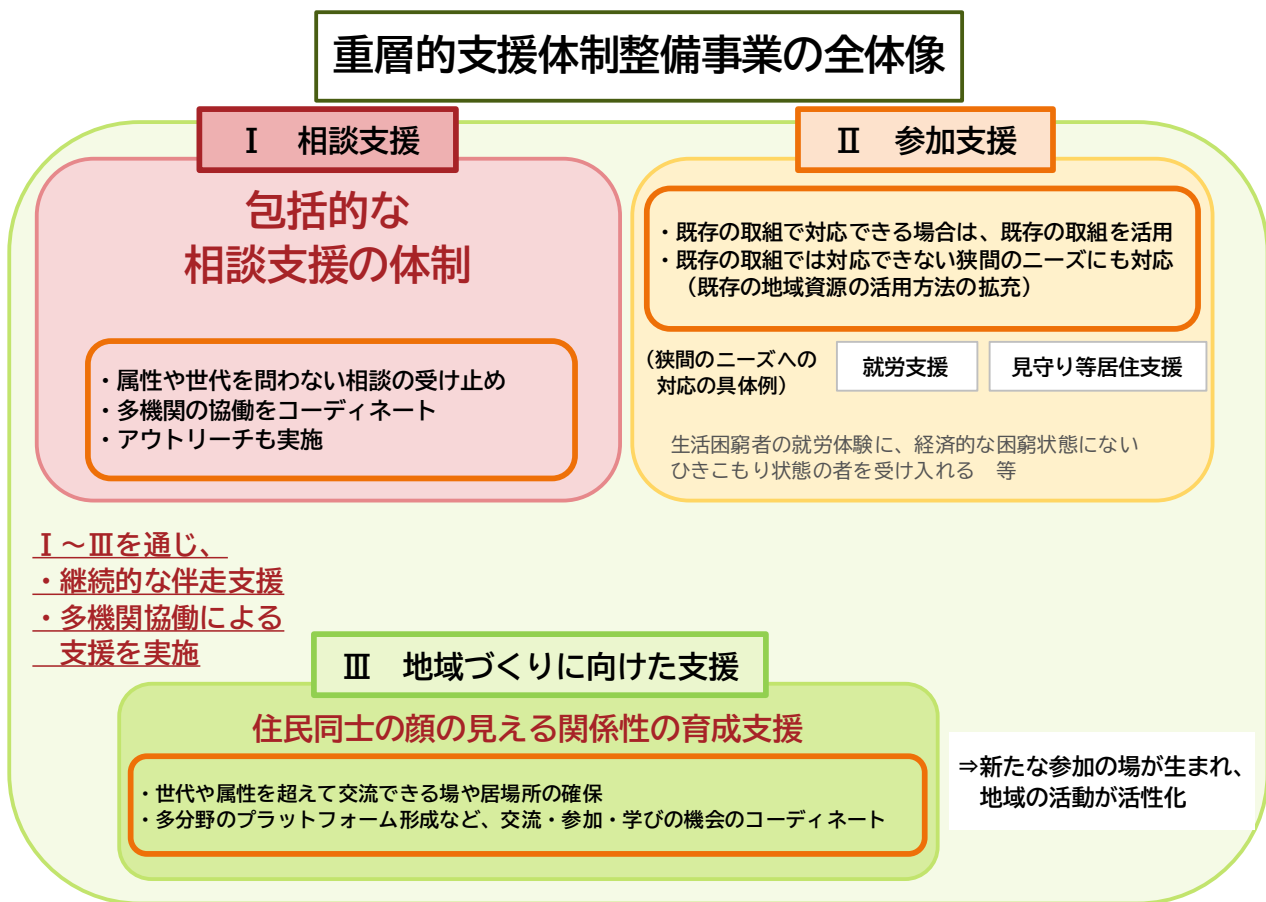 重層的支援体制整備事業の全体像
Ⅰ 相談支援
包括的な
相談支援の体制
・属性や世代を問わない相談の受け止め
・多機関の協働をコーディネート
・アウトリーチも実施
Ⅱ 参加支援
・既存の取組で対応できる場合は、既存の取組を活用
・既存の取組では対応できない狭間のニーズにも対応
（既存の地域資源の活用方法の拡充）
（狭間のニーズへの
対応の具体例）
就労支援
見守り等居住支援
生活困窮者の就労体験に、経済的な困窮状態にない
ひきこもり状態の者を受け入れる 等
Ⅰ～Ⅲを通じ、
・継続的な伴走支援
・多機関協働による
支援を実施
Ⅲ 地域づくりに向けた支援
住民同士の顔の見える関係性の育成支援
・世代や属性を超えて交流できる場や居場所の確保
・多分野のプラットフォーム形成など、交流・参加・学びの機会のコーディネート
⇒新たな参加の場が生まれ、
地域の活動が活性化